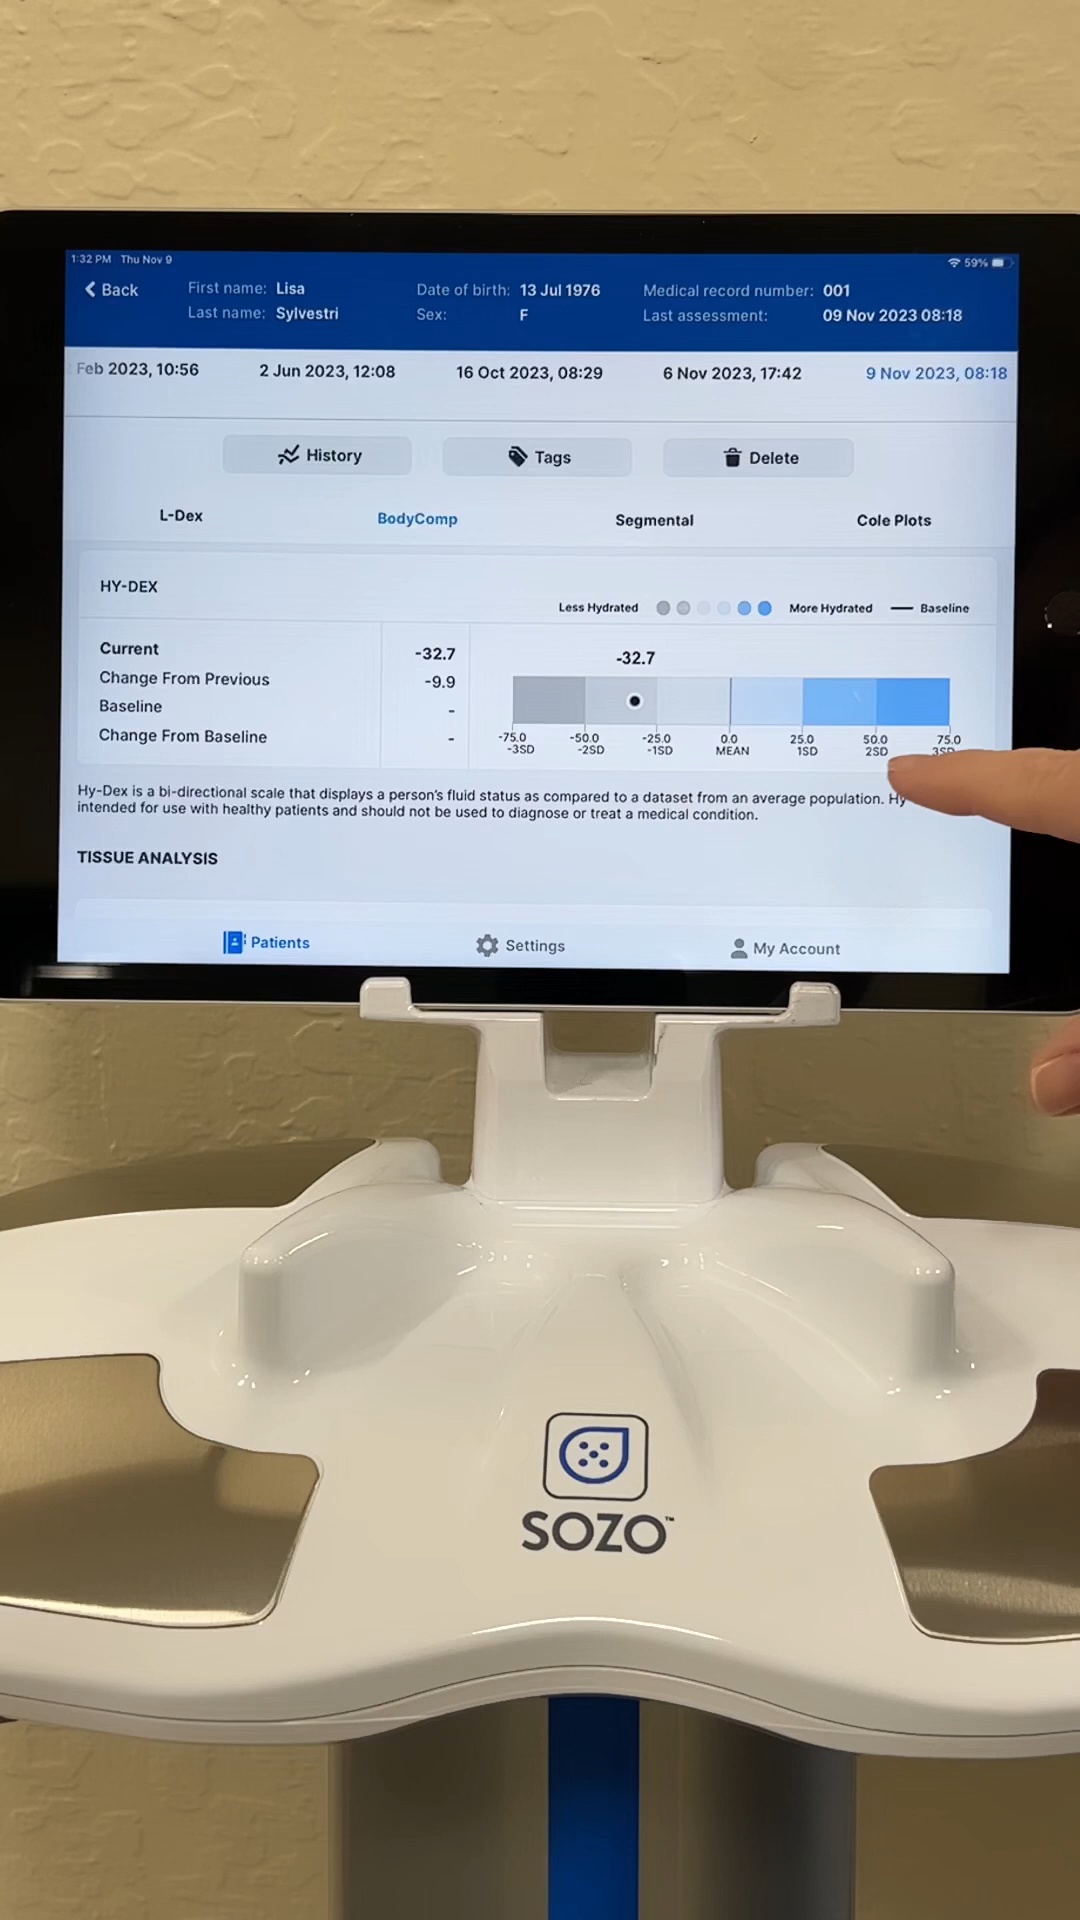 1:32 PM Thu Nov 9
59%
Back
First name: Lisa
Last name: Sylvestri
Date of birth: 13 Jul 1976
Sex: F
Medical record number: 001
Last assessment: 09 Nov 2023 08:18
Feb 2023, 10:56
2 Jun 2023, 12:08
16 Oct 2023, 08:29
6 Nov 2023, 17:42
9 Nov 2023, 08:18
History
Tags
Delete
L-Dex
BodyComp
Segmental
Cole Plots
HY-DEX
Less Hydrated
More Hydrated
Baseline
Current -32.7
Change From Previous -9.9
Baseline -
Change From Baseline -
-32.7
-75.0 -50.0 -25.0 0.0 25.0 50.0 75.0
-3SD -2SD -1SD MEAN 1SD 2SD 3SD
Hy-Dex is a bi-directional scale that displays a person's fluid status as compared to a dataset from an average population. Hy
intended for use with healthy patients and should not be used to diagnose or treat a medical condition.
TISSUE ANALYSIS
Patients
Settings
My Account
SOZO™